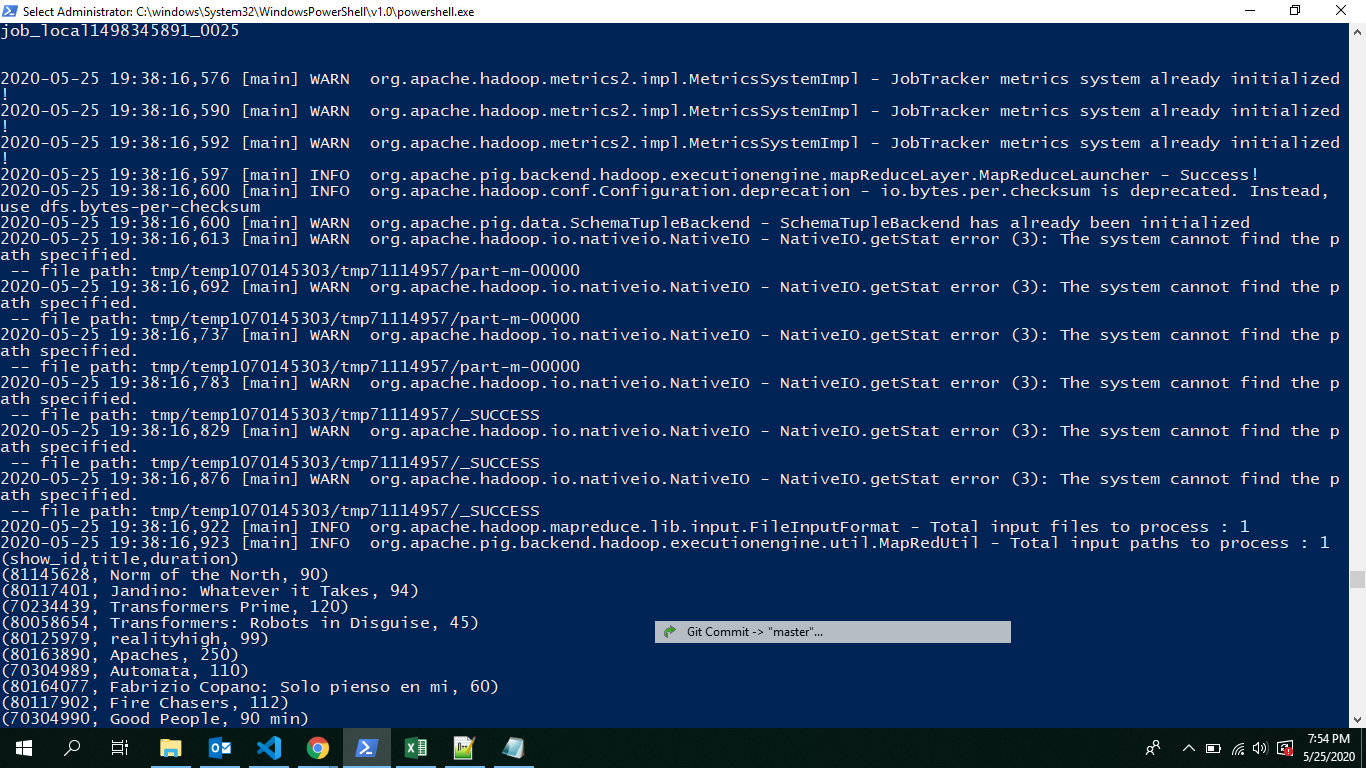 Select Administrator: C:\windows\System32\WindowsPowerShell\v1.0\powershell.exe
job_local1498345891_0025
2020-05-25 19:38:16,576 [main] WARN  org.apache.hadoop.metrics2.impl.MetricsSystemImpl - JobTracker metrics system already initialized
!
2020-05-25 19:38:16,590 [main] WARN  org.apache.hadoop.metrics2.impl.MetricsSystemImpl - JobTracker metrics system already initialized
!
2020-05-25 19:38:16,592 [main] WARN  org.apache.hadoop.metrics2.impl.MetricsSystemImpl - JobTracker metrics system already initialized
!
2020-05-25 19:38:16,597 [main] INFO  org.apache.pig.backend.hadoop.executionengine.mapReduceLayer.MapReduceLauncher - Success!
2020-05-25 19:38:16,600 [main] INFO  org.apache.hadoop.conf.Configuration.deprecation - io.bytes.per.checksum is deprecated. Instead,
use dfs.bytes-per-checksum
2020-05-25 19:38:16,600 [main] WARN  org.apache.pig.data.SchemaTupleBackend - SchemaTupleBackend has already been initialized
2020-05-25 19:38:16,613 [main] WARN  org.apache.hadoop.io.nativeio.NativeIO - NativeIO.getStat error (3): The system cannot find the p
ath specified.
 -- file path: tmp/temp1070145303/tmp71114957/part-m-00000
2020-05-25 19:38:16,692 [main] WARN  org.apache.hadoop.io.nativeio.NativeIO - NativeIO.getStat error (3): The system cannot find the p
ath specified.
 -- file path: tmp/temp1070145303/tmp71114957/part-m-00000
2020-05-25 19:38:16,737 [main] WARN  org.apache.hadoop.io.nativeio.NativeIO - NativeIO.getStat error (3): The system cannot find the p
ath specified.
 -- file path: tmp/temp1070145303/tmp71114957/part-m-00000
2020-05-25 19:38:16,783 [main] WARN  org.apache.hadoop.io.nativeio.NativeIO - NativeIO.getStat error (3): The system cannot find the p
ath specified.
 -- file path: tmp/temp1070145303/tmp71114957/_SUCCESS
2020-05-25 19:38:16,829 [main] WARN  org.apache.hadoop.io.nativeio.NativeIO - NativeIO.getStat error (3): The system cannot find the p
ath specified.
 -- file path: tmp/temp1070145303/tmp71114957/_SUCCESS
2020-05-25 19:38:16,876 [main] WARN  org.apache.hadoop.io.nativeio.NativeIO - NativeIO.getStat error (3): The system cannot find the p
ath specified.
 -- file path: tmp/temp1070145303/tmp71114957/_SUCCESS
2020-05-25 19:38:16,922 [main] INFO  org.apache.hadoop.mapreduce.lib.input.FileInputFormat - Total input files to process : 1
2020-05-25 19:38:16,923 [main] INFO  org.apache.pig.backend.hadoop.executionengine.util.MapRedUtil - Total input paths to process : 1
(show_id,title,duration)
(81145628, Norm of the North, 90)
(80117401, Jandino: Whatever it Takes, 94)
(70234439, Transformers Prime, 120)
(80058654, Transformers: Robots in Disguise, 45)
(80125979, realityhigh, 99)
(80163890, Apaches, 250)
(70304989, Automata, 110)
(80164077, Fabrizio Copano: Solo pienso en mi, 60)
(80117902, Fire Chasers, 112)
(70304990, Good People, 90 min)
Git Commit -> "master"...
7:54 PM
5/25/2020